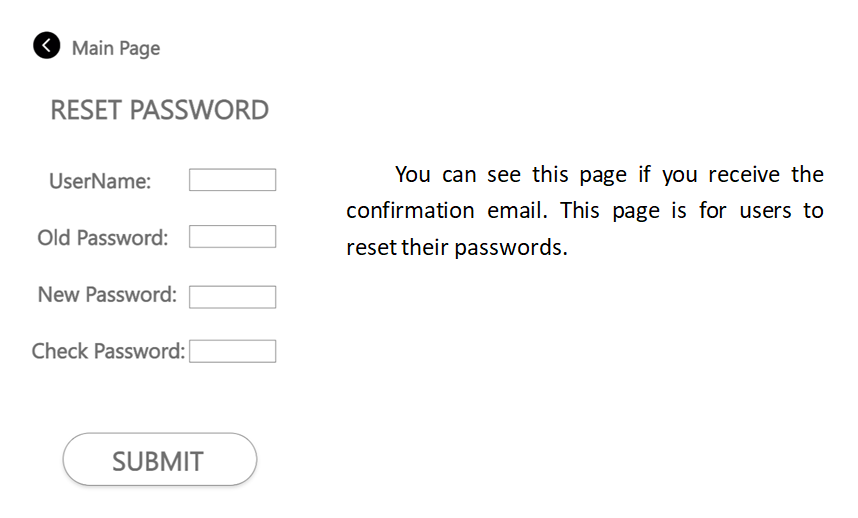 Main Page
RESET PASSWORD
UserName:
Old Password:
New Password:
Check Password:
SUBMIT
You can see this page if you receive the
confirmation email. This page is for users to
reset their passwords.